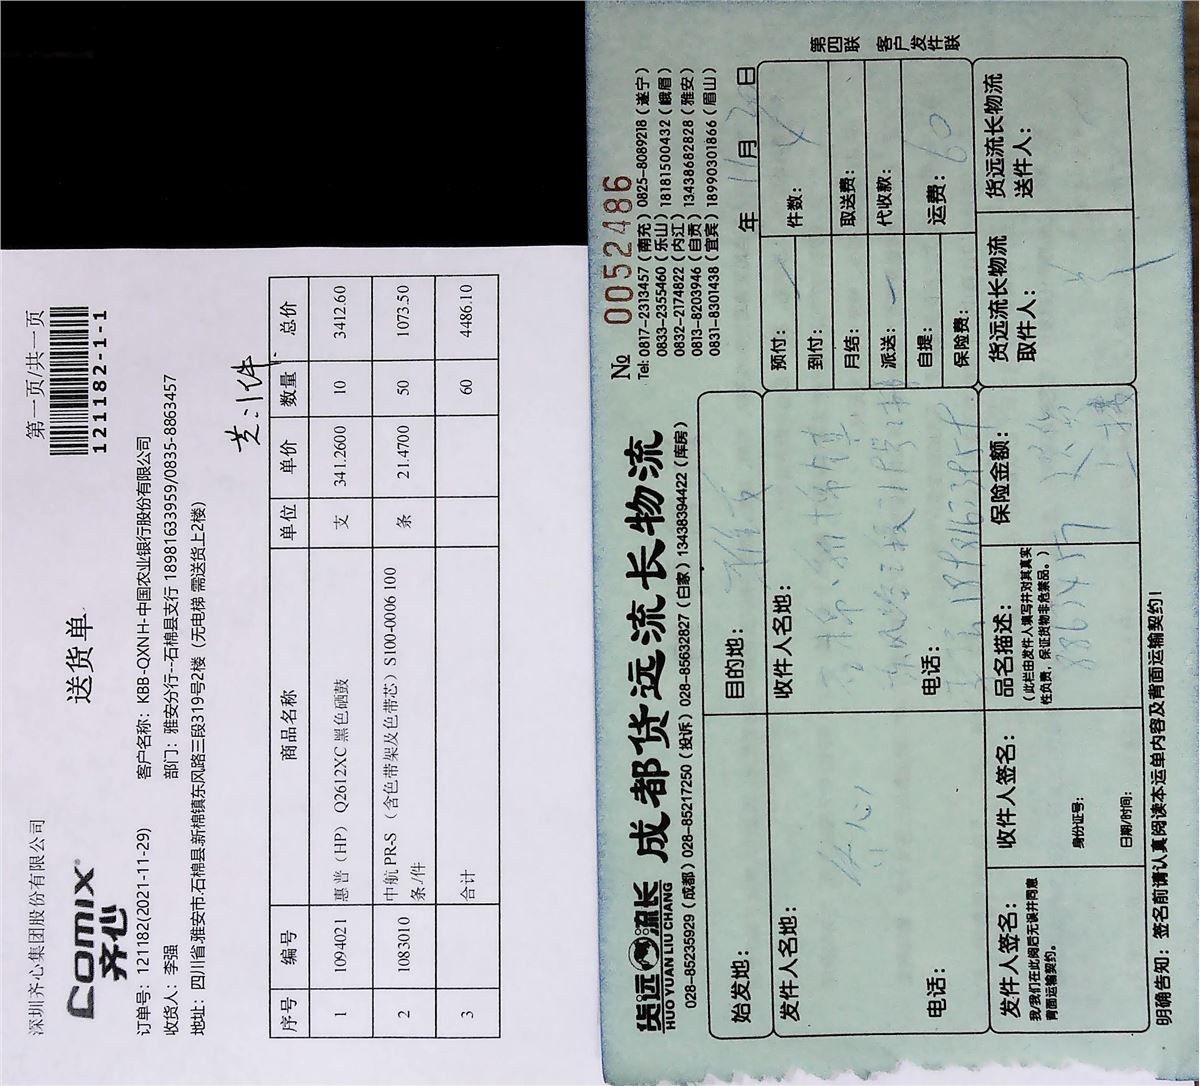 深圳齐心集团股份有限公司
第一页/共一页
comix
齐心
送货单
121182-1-1
订单号: 121182(2021-11-29)
客户名称: KBB-QXNH-中国农业银行股份有限公司
收货人: 李强
部门: 雅安分行--石棉县支行 18981633959/0835-8863457
地址: 四川省.雅安市.石棉县.新棉镇东风路三段319号2楼（无电梯 需送货上2楼）
序号 编号 商品名称 单位 单价 数量 总价
1 1094021 惠普（HP）Q2612XC 黑色硒鼓 支 341.2600 10 3412.60
2 1083010 中航 PR-S （含色带架及色带芯）S100-0006 100
条/件 条 21.4700 50 1073.50
3 合计 60 4486.10
货远流长
HUO YUAN LIU CHANG
成都货远流长物流
№ 0052486
028-85235929（成都）028-85217250（投诉）028-85632827（白家）13438394422（库房）
Tel: 0817-2313457（南充）0825-8089218（遂宁）
0833-2355460（乐山）18181500432（峨眉）
0832-2174822（内江）13438682828（雅安）
0813-8203946（自贡）
0831-8301438（宜宾）18990301866（眉山）
第四联 客户发件联
年 11月 日
始发地:
目的地: 雅安
发件人名地: 齐心
收件人名地:
电话:
电话:
预付:
到付:
月结:
派送:
自提:
保险费:
件数:
取送费:
代收款:
运费: 60
发件人签名:
我/我们在此阅后无误并同意
背面运输契约。
收件人签名:
身份证号:
日期/时间:
品名描述:
（此栏由发件人填写并对其真实
性负责，保证货物非危禁品。）
8863457
保险金额:
货远流长物流
取件人:
货远流长物流
送件人:
明确告知: 签名前请认真阅读本运单内容及背面运输契约!